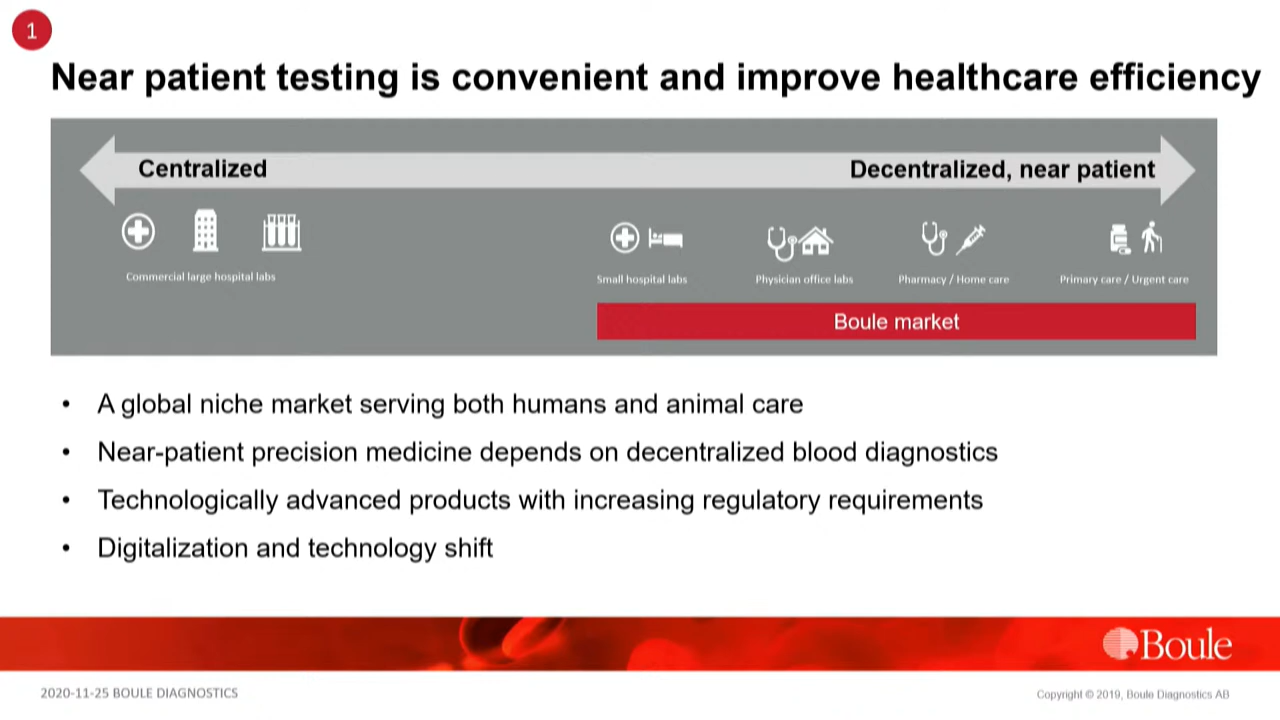 1
Near patient testing is convenient and improve healthcare efficiency
Centralized
Decentralized, near patient
Commercial large hospital labs
Small hospital labs
Physician office labs
Pharmacy / Home care
Primary care / Urgent care
Boule market
• A global niche market serving both humans and animal care
• Near-patient precision medicine depends on decentralized blood diagnostics
• Technologically advanced products with increasing regulatory requirements
• Digitalization and technology shift
Boule
2020-11-25 BOULE DIAGNOSTICS
Copyright © 2019, Boule Diagnostics AB